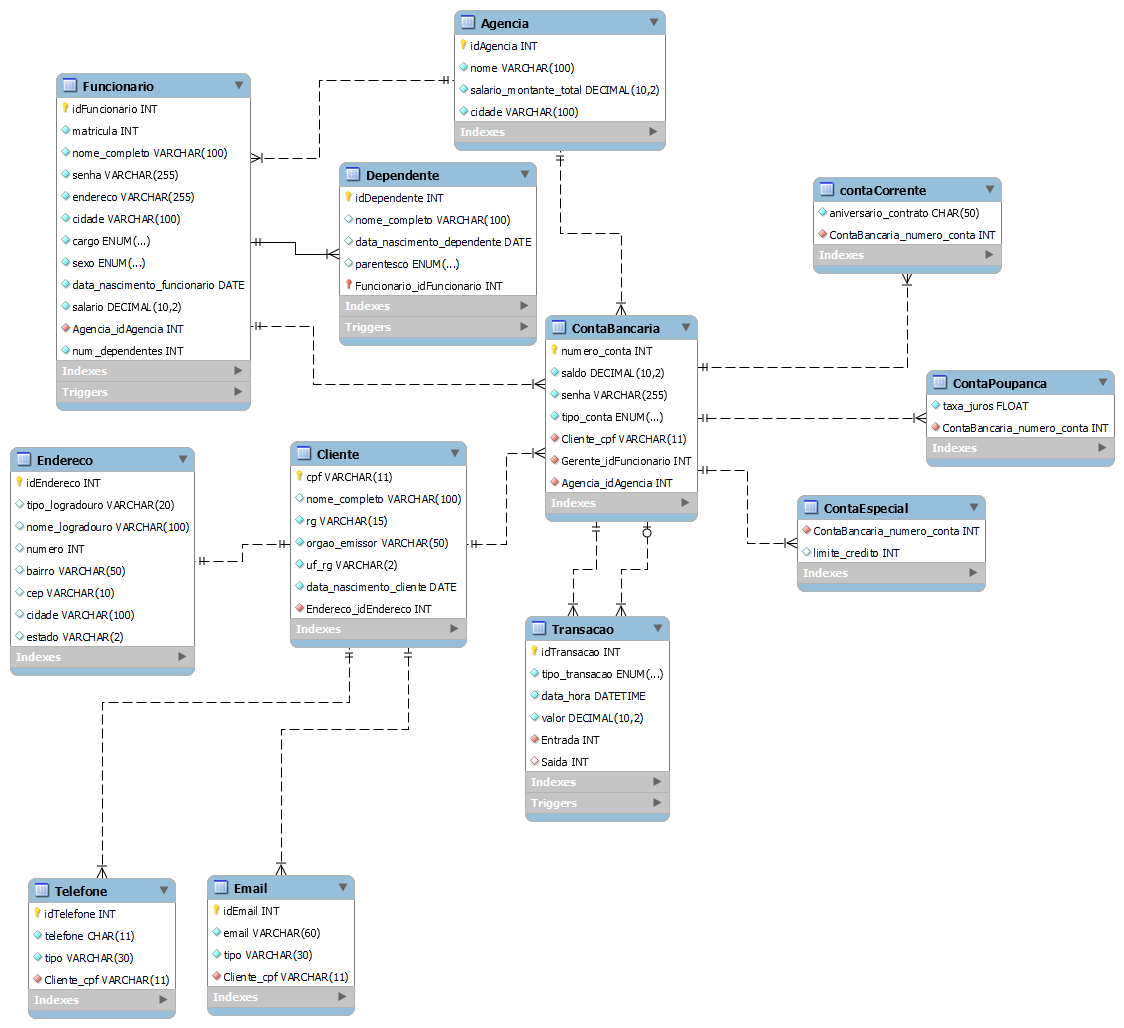 Agencia
idAgencia INT
nome VARCHAR(100)
salario_montante_total DECIMAL(10,2)
cidade VARCHAR(100)
Indexes
Funcionario
idFuncionario INT
matricula INT
nome_completo VARCHAR(100)
senha VARCHAR(255)
endereco VARCHAR(255)
cidade VARCHAR(100)
cargo ENUM(...)
sexo ENUM(...)
data_nascimento_funcionario DATE
salario DECIMAL(10,2)
Agencia_idAgencia INT
num_dependentes INT
Indexes
Triggers
Dependente
idDependente INT
nome_completo VARCHAR(100)
data_nascimento_dependente DATE
parentesco ENUM(...)
Funcionario_idFuncionario INT
Indexes
Triggers
contaCorrente
aniversario_contrato CHAR(50)
ContaBancaria_numero_conta INT
Indexes
ContaBancaria
numero_conta INT
saldo DECIMAL(10,2)
senha VARCHAR(255)
tipo_conta ENUM(...)
Cliente_cpf VARCHAR(11)
Gerente_idFuncionario INT
Agencia_idAgencia INT
Indexes
ContaPoupanca
taxa_juros FLOAT
ContaBancaria_numero_conta INT
Indexes
Endereco
idEndereco INT
tipo_logradouro VARCHAR(20)
nome_logradouro VARCHAR(100)
numero INT
bairro VARCHAR(50)
cep VARCHAR(10)
cidade VARCHAR(100)
estado VARCHAR(2)
Indexes
Cliente
cpf VARCHAR(11)
nome_completo VARCHAR(100)
rg VARCHAR(15)
orgao_emissor VARCHAR(50)
uf_rg VARCHAR(2)
data_nascimento_cliente DATE
Endereco_idEndereco INT
Indexes
ContaEspecial
ContaBancaria_numero_conta INT
limite_credito INT
Indexes
Transacao
idTransacao INT
tipo_transacao ENUM(...)
data_hora DATETIME
valor DECIMAL(10,2)
Entrada INT
Saida INT
Indexes
Triggers
Telefone
idTelefone INT
telefone CHAR(11)
tipo VARCHAR(30)
Cliente_cpf VARCHAR(11)
Indexes
Email
idEmail INT
email VARCHAR(60)
tipo VARCHAR(30)
Cliente_cpf VARCHAR(11)
Indexes